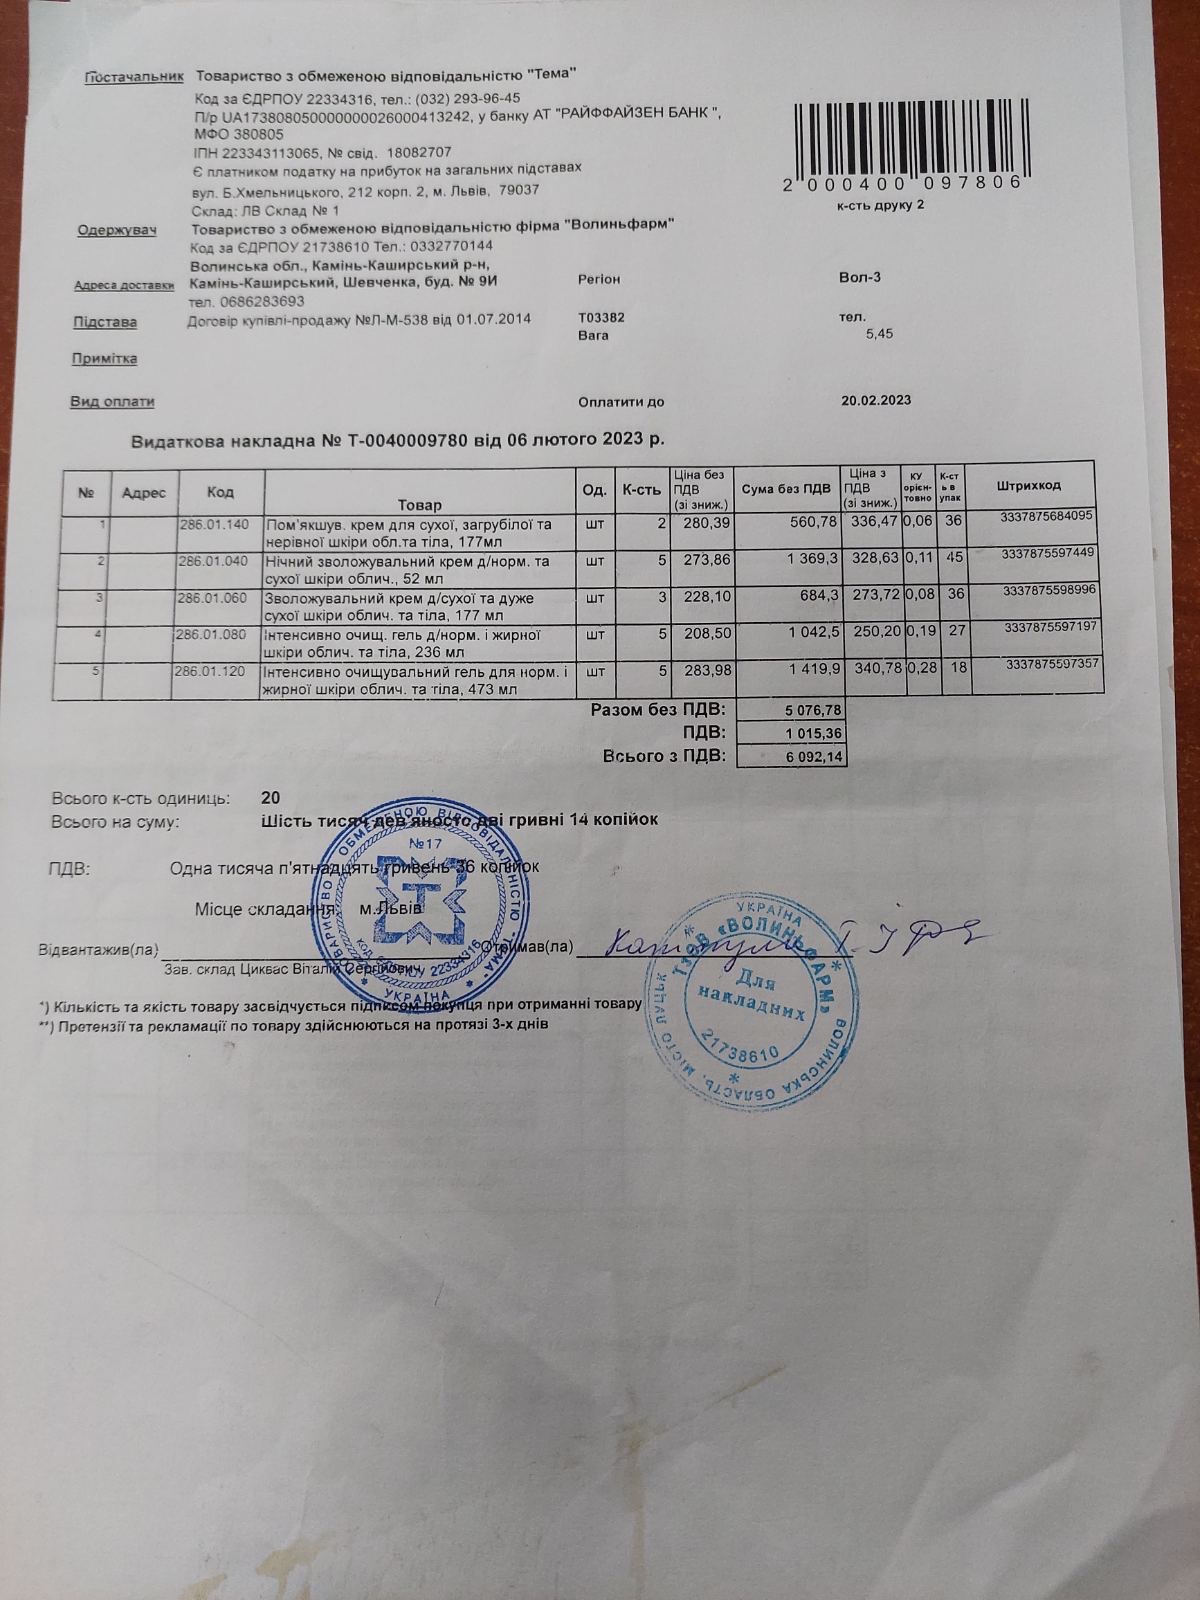 Постачальник Товариство з обмеженою відповідальністю "Тема"
Код за ЄДРПОУ 22334316, тел.: (032) 293-96-45
П/р UA173808050000000026000413242, у банку АТ "РАЙФФАЙЗЕН БАНК ",
МФО 380805
ІПН 223343113065, № свід. 18082707
Є платником податку на прибуток на загальних підставах
вул. Б.Хмельницького, 212 корп. 2, м. Львів, 79037
Склад: ЛВ Склад № 1
2 000400 097806
к-сть друку 2
Одержувач Товариство з обмеженою відповідальністю фірма "Волиньфарм"
Код за ЄДРПОУ 21738610 Тел.: 0332770144
Волинська обл., Камінь-Каширський р-н,
Адреса доставки Камінь-Каширський, Шевченка, буд. № 9И Регіон Вол-3
тел. 0686283693
Підстава Договір купівлі-продажу №Л-М-538 від 01.07.2014 Т03382 тел.
Вага 5,45
Примітка
Вид оплати Оплатити до 20.02.2023
Видаткова накладна № Т-0040009780 від 06 лютого 2023 р.
№ Адрес Код Товар Од. К-сть Ціна без ПДВ (зі зниж.) Сума без ПДВ Ціна з ПДВ (зі зниж.) КУ орієн-товно К-ст ь в упак Штрихкод
1 286.01.140 Пом'якшув. крем для сухої, загрубілої та шт 2 280,39 560,78 336,47 0,06 36 3337875684095
нерівної шкіри обл.та тіла, 177мл
2 286.01.040 Нічний зволожувальний крем д/норм. та шт 5 273,86 1 369,3 328,63 0,11 45 3337875597449
сухої шкіри облич., 52 мл
3 286.01.060 Зволожувальний крем д/сухої та дуже шт 3 228,10 684,3 273,72 0,08 36 3337875598996
сухої шкіри облич. та тіла, 177 мл
4 286.01.080 Інтенсивно очищ. гель д/норм. і жирної шт 5 208,50 1 042,5 250,20 0,19 27 3337875597197
шкіри облич. та тіла, 236 мл
5 286.01.120 Інтенсивно очищувальний гель для норм. і шт 5 283,98 1 419,9 340,78 0,28 18 3337875597357
жирної шкіри облич. та тіла, 473 мл
Разом без ПДВ: 5 076,78
ПДВ: 1 015,36
Всього з ПДВ: 6 092,14
Всього к-сть одиниць: 20
Всього на суму: Шість тисяч дев'яносто дві гривні 14 копійок
ПДВ: Одна тисяча п'ятнадцять гривень 36 копійок
Місце складання м.Львів
Відвантажив(ла) Отримав(ла)
Зав. склад Циквас Віталій Сергійович
*) Кількість та якість товару засвідчується підписом покупця при отриманні товару
**) Претензії та рекламації по товару здійснюються на протязі 3-х днів
ТОВАРИСТВО З ОБМЕЖЕНОЮ ВІДПОВІДАЛЬНІСТЮ "ТЕМА"
№17
Т
КОД ЄДРПОУ 22334316
* УКРАЇНА *
УКРАЇНА
ТзОВ «ВОЛИНЬФАРМ»
Для
накладних
21738610
ВОЛИНСЬКА ОБЛАСТЬ, МІСТО ЛУЦЬК